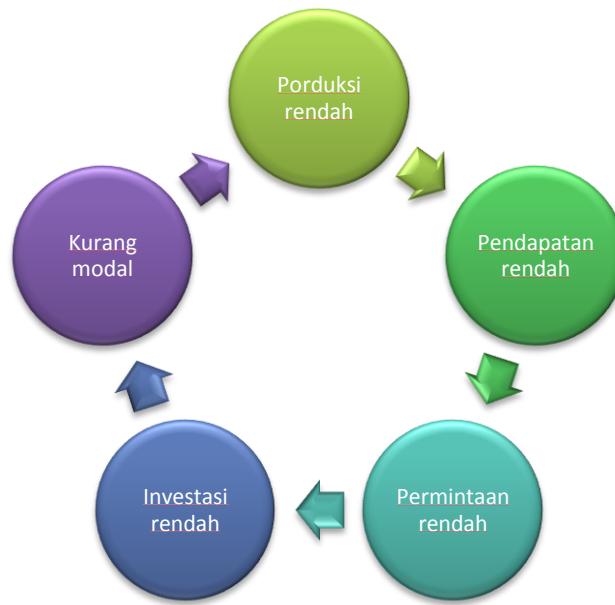 Porduksi
rendah
Pendapatan
rendah
Permintaan
rendah
Investasi
rendah
Kurang
modal